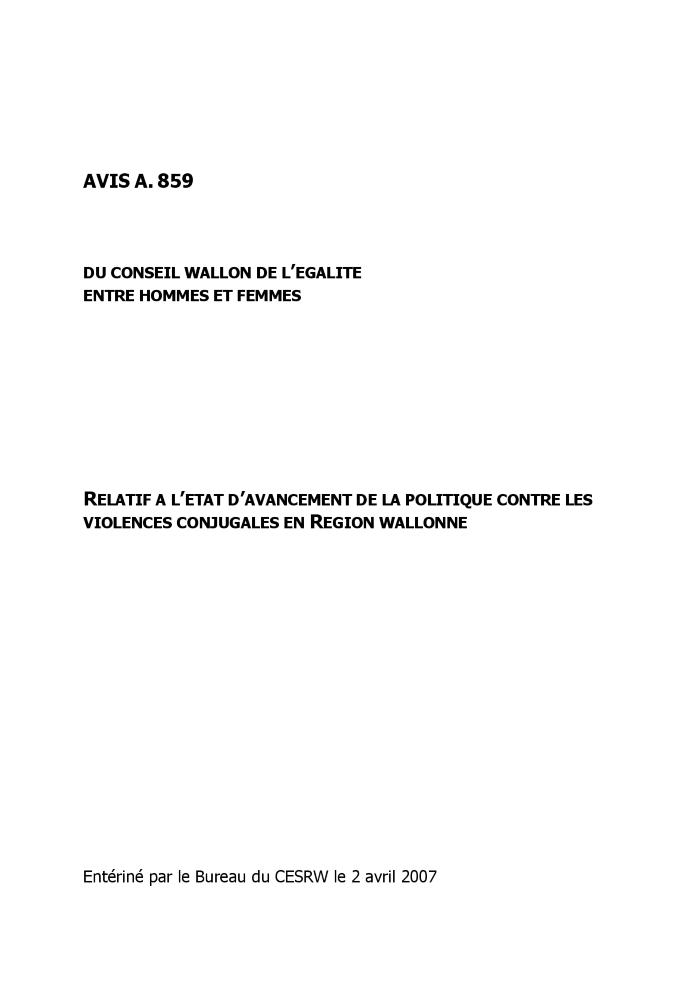 AVIS A. 859
DU CONSEIL WALLON DE L'EGALITE
ENTRE HOMMES ET FEMMES
RELATIF A L'ETAT D'AVANCEMENT DE LA POLITIQUE CONTRE LES
VIOLENCES CONJUGALES EN REGION WALLONNE
Entériné par le Bureau du CESRW le 2 avril 2007